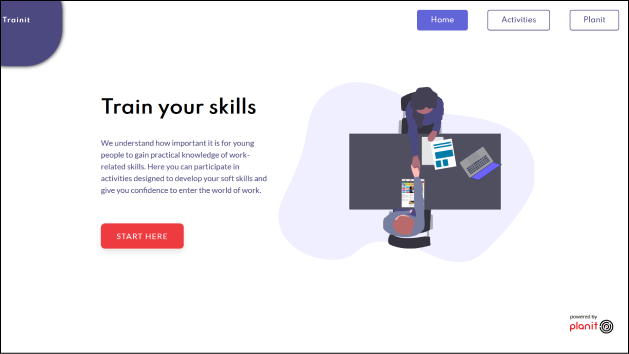 Trainit
Home
Activities
Planit
Train your skills
We understand how important it is for young
people to gain practical knowledge of work-
related skills. Here you can participate in
activities designed to develop your soft skills and
give you confidence to enter the world of work.
START HERE
powered by
planit